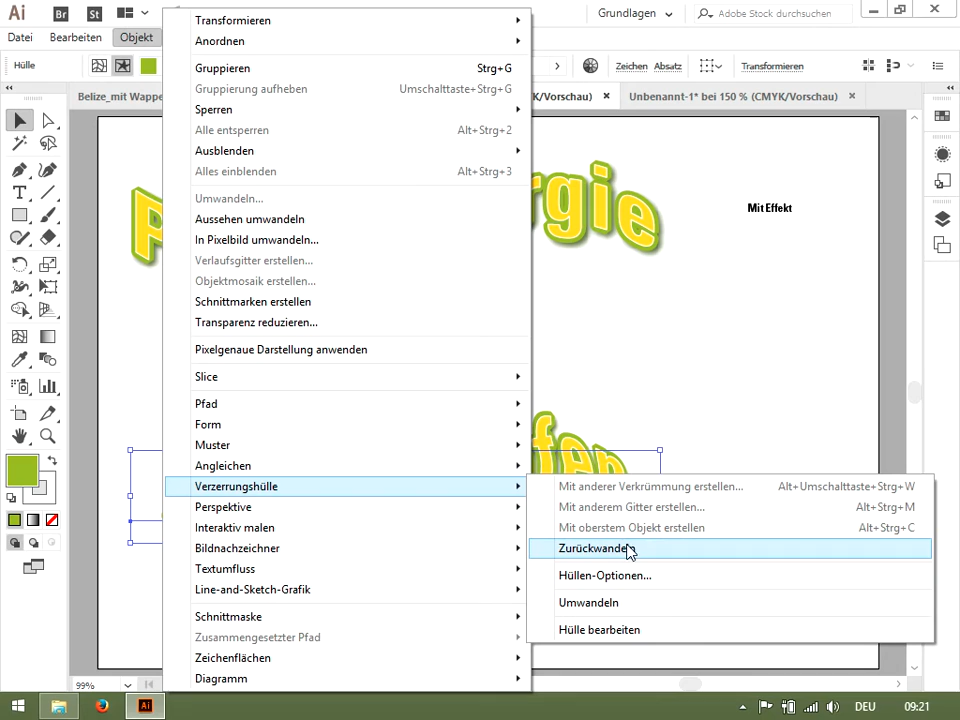 Ai Br St Grundlagen Adobe Stock durchsuchen
Datei Bearbeiten Objekt
Hülle Zeichen Absatz Transformieren
Belize_mit Wappe K/Vorschau) × Unbenannt-1* bei 150 % (CMYK/Vorschau) ×
Transformieren
Anordnen
Gruppieren Strg+G
Gruppierung aufheben Umschalttaste+Strg+G
Sperren
Alle entsperren Alt+Strg+2
Ausblenden
Alles einblenden Alt+Strg+3
Umwandeln...
Aussehen umwandeln
In Pixelbild umwandeln...
Verlaufsgitter erstellen...
Objektmosaik erstellen...
Schnittmarken erstellen
Transparenz reduzieren...
Pixelgenaue Darstellung anwenden
Slice
Pfad
Form
Muster
Angleichen
Verzerrungshülle
Perspektive
Interaktiv malen
Bildnachzeichner
Textumfluss
Line-and-Sketch-Grafik
Schnittmaske
Zusammengesetzter Pfad
Zeichenflächen
Diagramm
P rgie
Mit Effekt
fen
Mit anderer Verkrümmung erstellen... Alt+Umschalttaste+Strg+W
Mit anderem Gitter erstellen... Alt+Strg+M
Mit oberstem Objekt erstellen Alt+Strg+C
Zurückwandeln
Hüllen-Optionen...
Umwandeln
Hülle bearbeiten
99%
Ai DEU 09:21